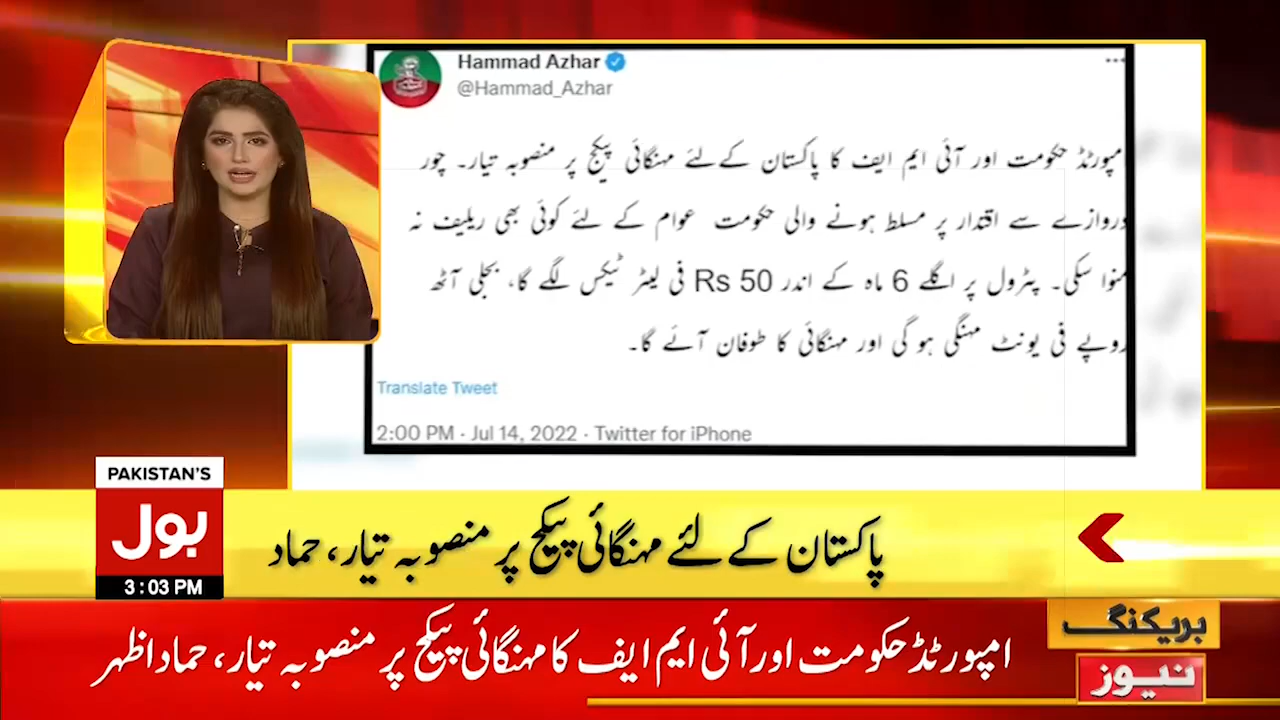 Hammad Azhar
@Hammad_Azhar
امپورٹڈ حکومت اور آئی ایم ایف کا پاکستان کےلئے مہنگائی پیکج پر منصوبہ تیار۔ چور
دروازے سے اقتدار پر مسلط ہونے والی حکومت عوام کے لئے کوئی بھی ریلیف نہ
منوا سکی۔ پٹرول پر اگلے 6 ماہ کے اندر Rs 50 فی لیٹر ٹیکس لگے گا، بجلی آٹھ
روپے فی یونٹ مہنگی ہو گی اور مہنگائی کا طوفان آئے گا۔
Translate Tweet
2:00 PM · Jul 14, 2022 · Twitter for iPhone
PAKISTAN'S
بول
3:03 PM
پاکستان کے لئے مہنگائی پیکج پر منصوبہ تیار، حماد
بریکنگ
نیوز
امپورٹڈ حکومت اور آئی ایم ایف کا مہنگائی پیکج پر منصوبہ تیار، حماد اظہر